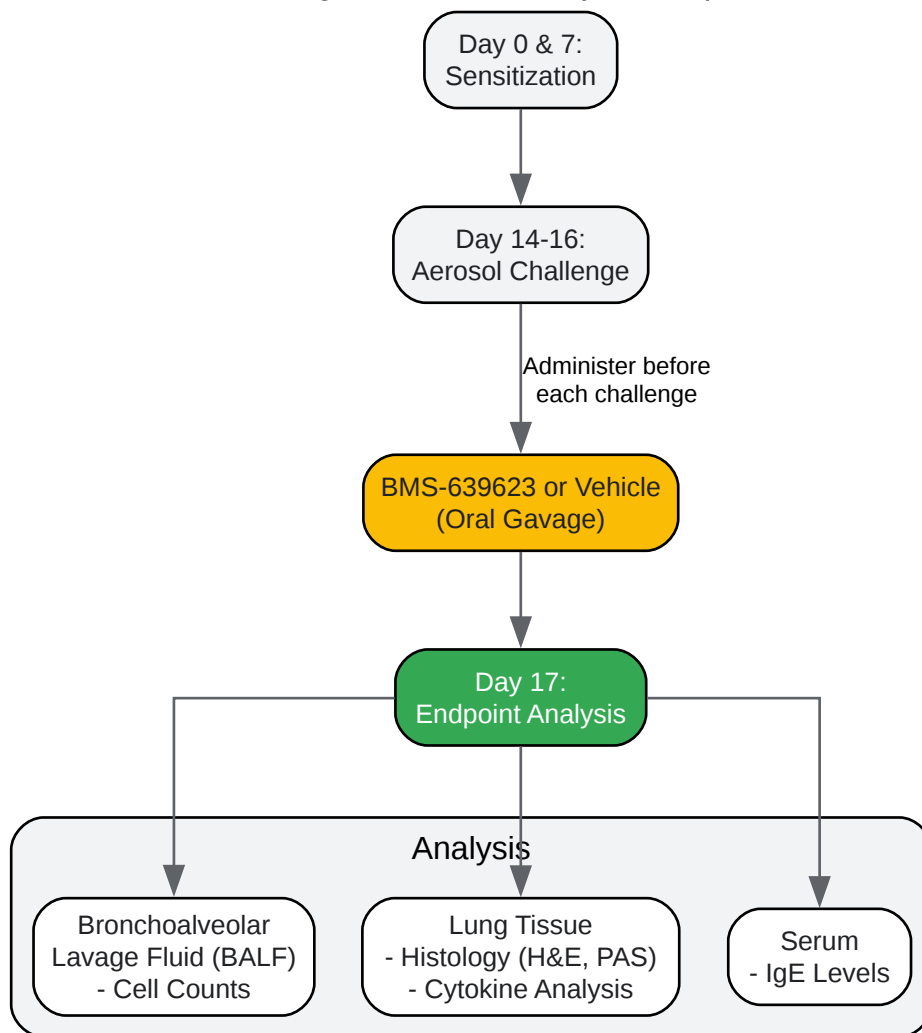 Day 0 & 7:
Sensitization
Day 14-16:
Aerosol Challenge
Administer before
each challenge
BMS-639623 or Vehicle
(Oral Gavage)
Day 17:
Endpoint Analysis
Analysis
Bronchoalveolar
Lavage Fluid (BALF)
- Cell Counts
Lung Tissue
- Histology (H&E, PAS)
- Cytokine Analysis
Serum
- IgE Levels